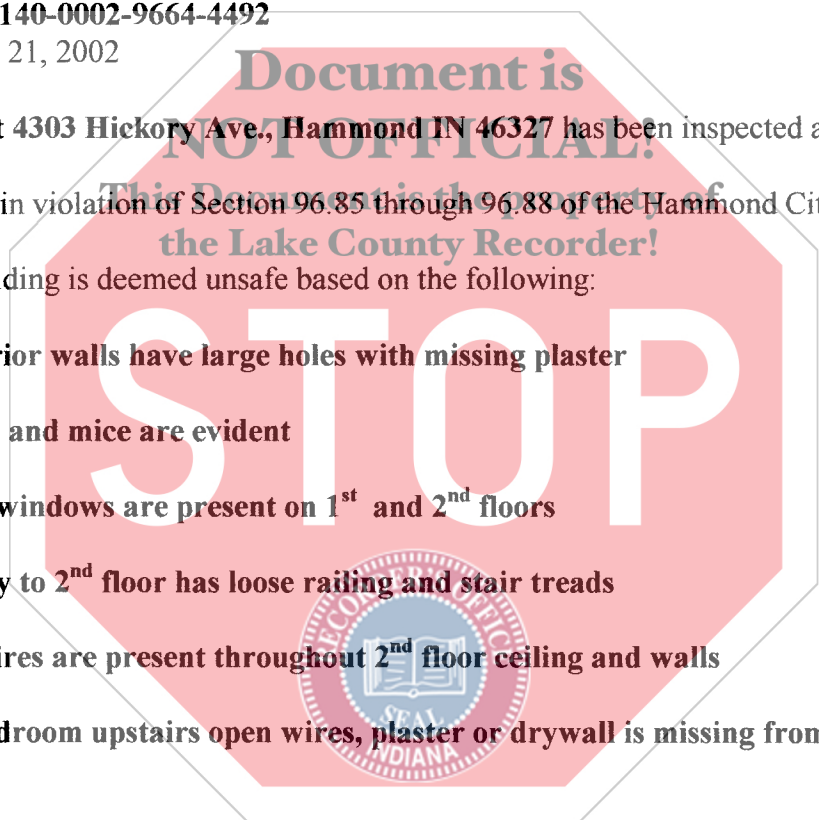 140-0002-9664-4492
21, 2002
Document is
4303 Hickory Ave., Hammond IN 46327 has been inspected a
NOT OFFICIAL!
in violation of Section 96.85 through 96.88 of the Hammond Cit
This Document is the property of
the Lake County Recorder!
ding is deemed unsafe based on the following:
rior walls have large holes with missing plaster
and mice are evident
windows are present on 1st and 2nd floors
y to 2nd floor has loose railing and stair treads
ires are present throughout 2nd floor ceiling and walls
droom upstairs open wires, plaster or drywall is missing from
STOP
RECORDER'S OFFICE
SEAL
INDIANA